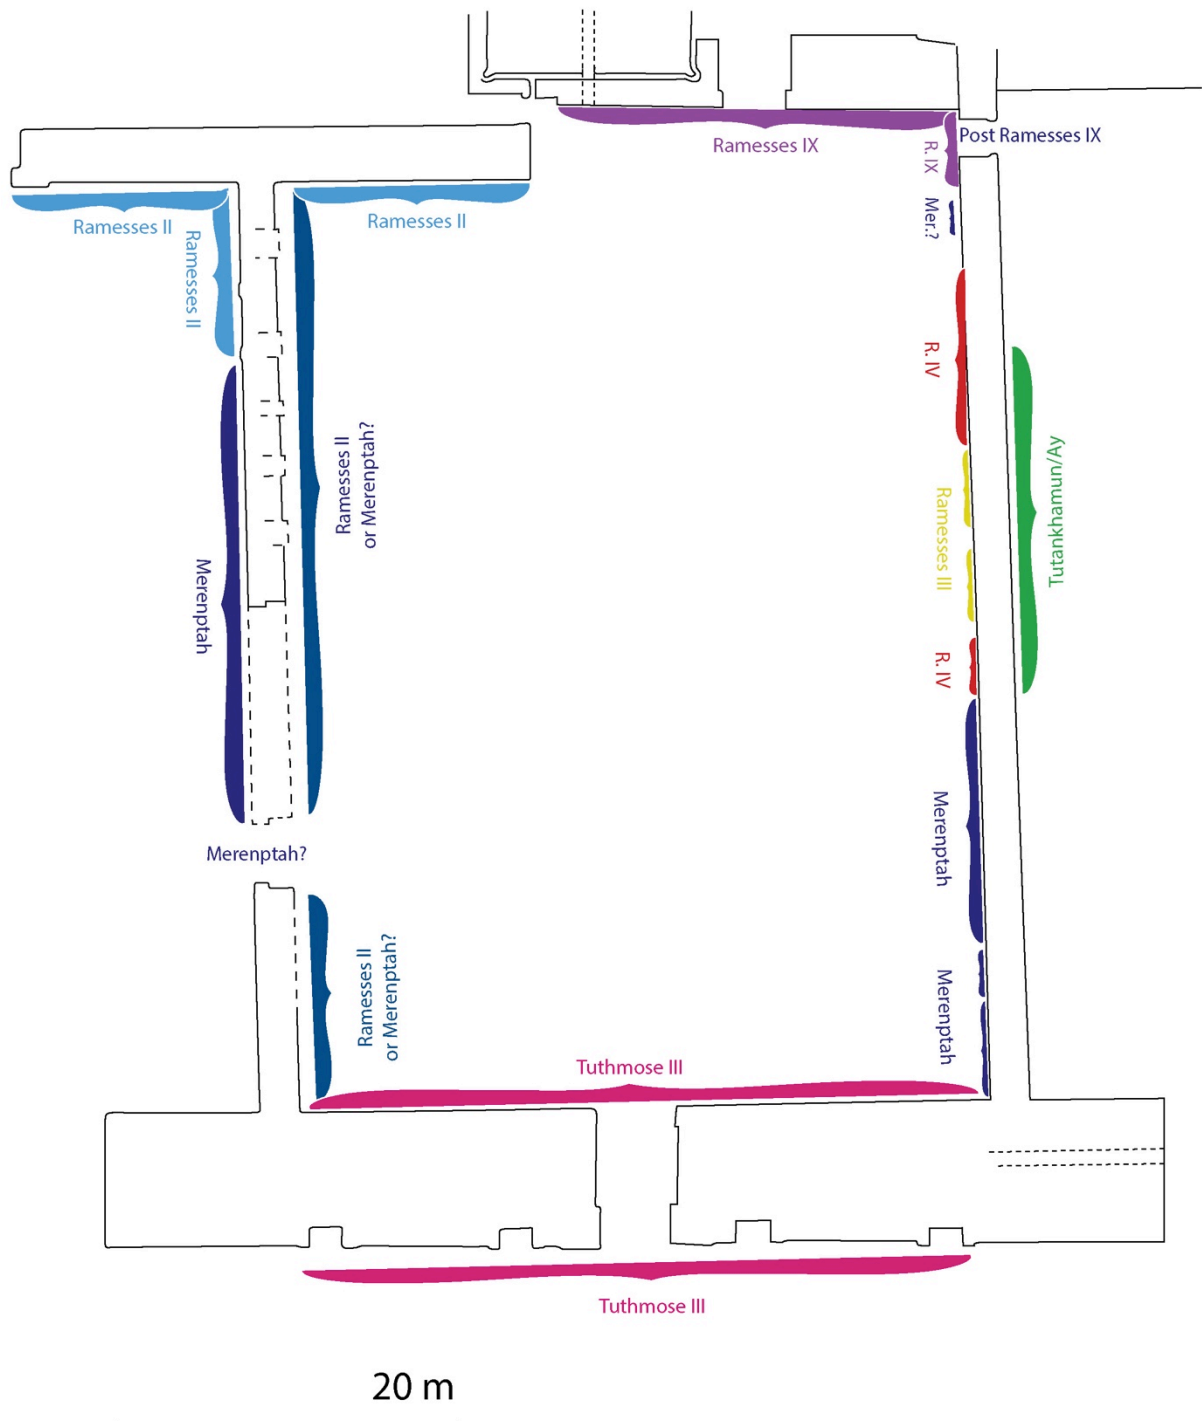 Post Ramesses IX
Ramesses IX
R. IX
Mer.?
Ramesses II
Ramesses II
Ramesses II
R. IV
Ramesses II
or Merenptah?
Tutankhamun/Ay
Ramesses III
Merenptah
R. IV
Merenptah?
Merenptah
Ramesses II
or Merenptah?
Merenptah
Tuthmose III
Tuthmose III
20 m